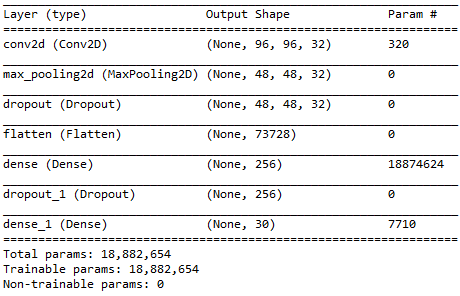 Layer (type) Output Shape Param #
conv2d (Conv2D) (None, 96, 96, 32) 320
max_pooling2d (MaxPooling2D) (None, 48, 48, 32) 0
dropout (Dropout) (None, 48, 48, 32) 0
flatten (Flatten) (None, 73728) 0
dense (Dense) (None, 256) 18874624
dropout_1 (Dropout) (None, 256) 0
dense_1 (Dense) (None, 30) 7710
Total params: 18,882,654
Trainable params: 18,882,654
Non-trainable params: 0